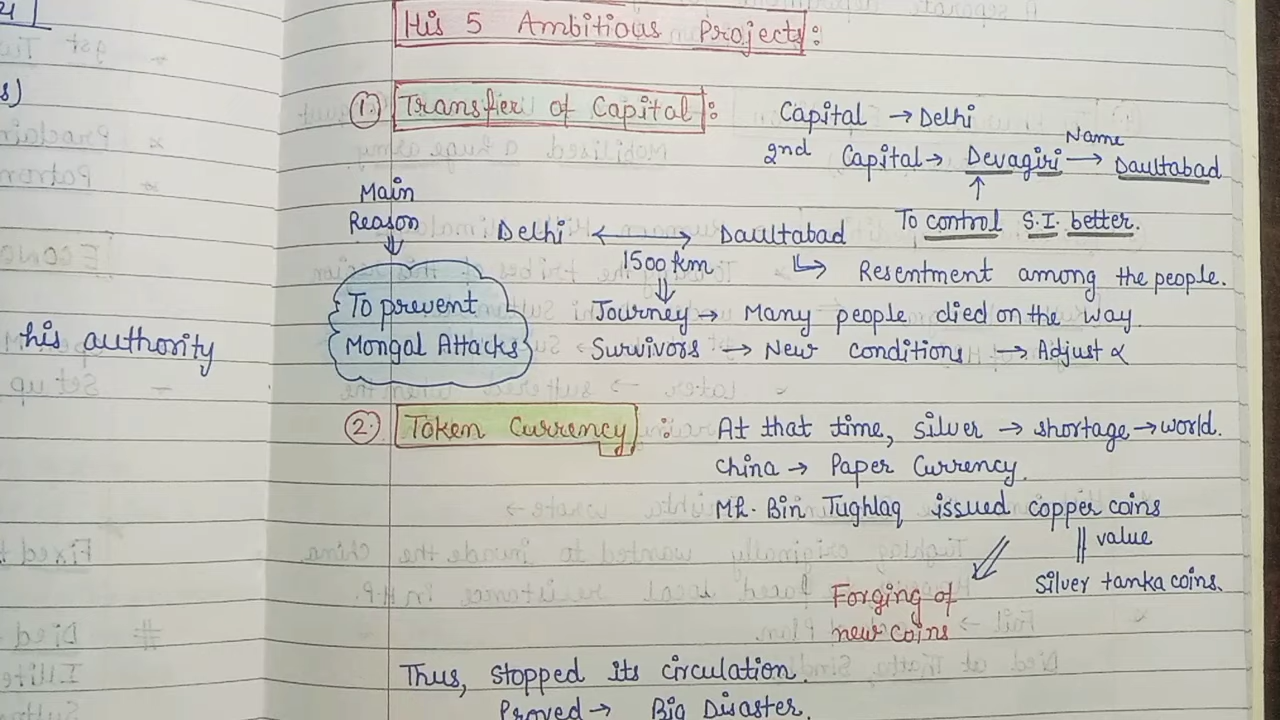 His 5 Ambitious Projects:
1. Transfer of Capital: Capital → Delhi
2nd Capital → Devagiri → Name Daultabad
To control S.I. better.
Main Reason
To prevent Mongal Attacks
Delhi ↔ Daultabad
1500 km
Resentment among the people.
Journey → Many people died on the way.
Survivors → New conditions → Adjust
his authority
2. Token Currency: At that time, silver → shortage → world.
China → Paper Currency.
Mh. Bin Tughlaq issued copper coins
|| value
Silver tanka coins.
Forging of new coins
Thus, stopped its circulation.
Proved → Big Disaster.